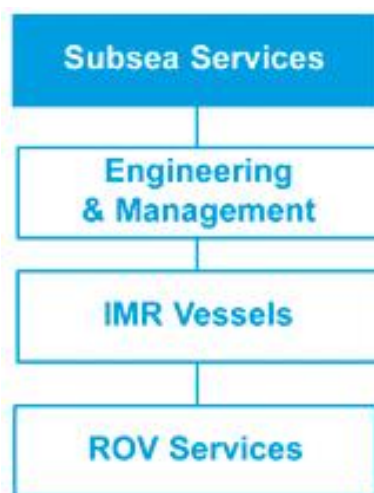 Subsea Services
Engineering
& Management
IMR Vessels
ROV Services